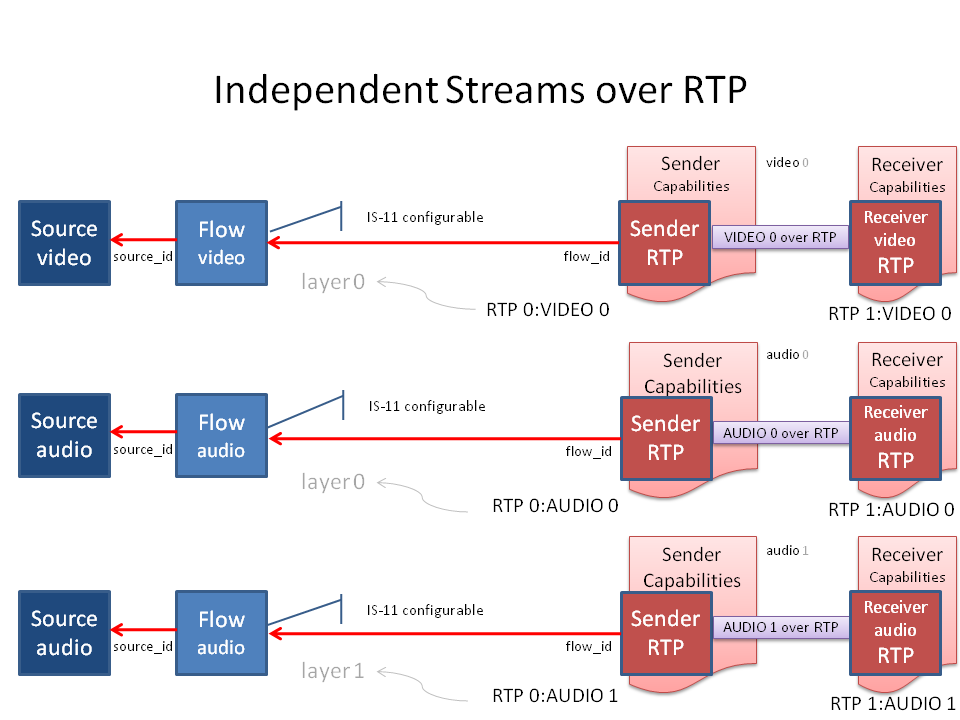 Independent Streams over RTP
Sender
Capabilities
video 0
Receiver
Capabilities
Source
video
source_id
Flow
video
IS-11 configurable
flow_id
Sender
RTP
VIDEO 0 over RTP
Receiver
video
RTP
layer 0
RTP 0:VIDEO 0
RTP 1:VIDEO 0
Sender
Capabilities
audio 0
Receiver
Capabilities
Source
audio
source_id
Flow
audio
IS-11 configurable
flow_id
Sender
RTP
AUDIO 0 over RTP
Receiver
audio
RTP
layer 0
RTP 0:AUDIO 0
RTP 1:AUDIO 0
Sender
Capabilities
audio 1
Receiver
Capabilities
Source
audio
source_id
Flow
audio
IS-11 configurable
flow_id
Sender
RTP
AUDIO 1 over RTP
Receiver
audio
RTP
layer 1
RTP 0:AUDIO 1
RTP 1:AUDIO 1